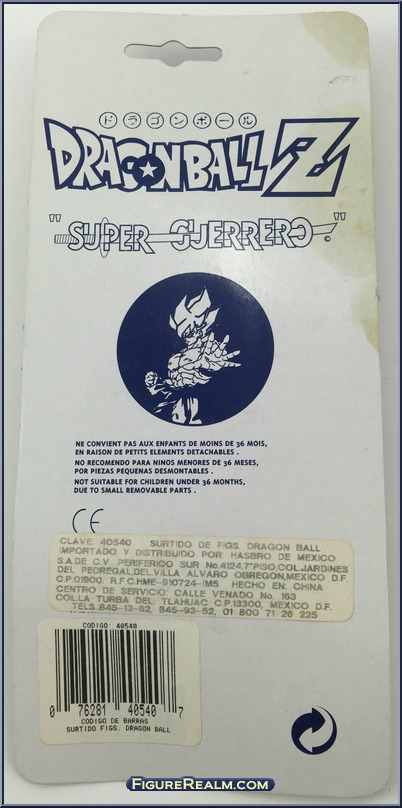 ドラゴンボール
DRAGONBALL Z
"SUPER GUERRERO"
©
NE CONVIENT PAS AUX ENFANTS DE MOINS DE 36 MOIS,
EN RAISON DE PETITS ELEMENTS DETACHABLES .
NO RECOMENDO PARA NINOS MENORES DE 36 MESES,
POR PIEZAS PEQUENAS DESMONTABLES .
NOT SUITABLE FOR CHILDREN UNDER 36 MONTHS,
DUE TO SMALL REMOVABLE PARTS .
CE
CLAVE. 40540 SURTIDO DE FIGS. DRAGON BALL
IMPORTADO Y DISTRIBUIDO POR HASBRO DE MEXICO
S.A DE C.V. PERIFERICO SUR No.4124,7°PISO,COL.JARDINES
DEL PEDREGAL,DEL.VILLA ALVARO OBREGON,MEXICO D.F.
C.P.01900. R.F.C.HME-910724-IM5 HECHO EN: CHINA
CENTRO DE SERVICIO: CALLE VENADO No. 163
COLLA TURBA DEL TLAHUAC C.P.13300, MEXICO D.F.
TELS.:845-13-62, 845-93-52, 01 800 71 26 225
CODIGO: 40540
0 76281 40540 7
CODIGO DE BARRAS
SURTIDO FIGS. DRAGON BALL
FIGUREREALM.COM